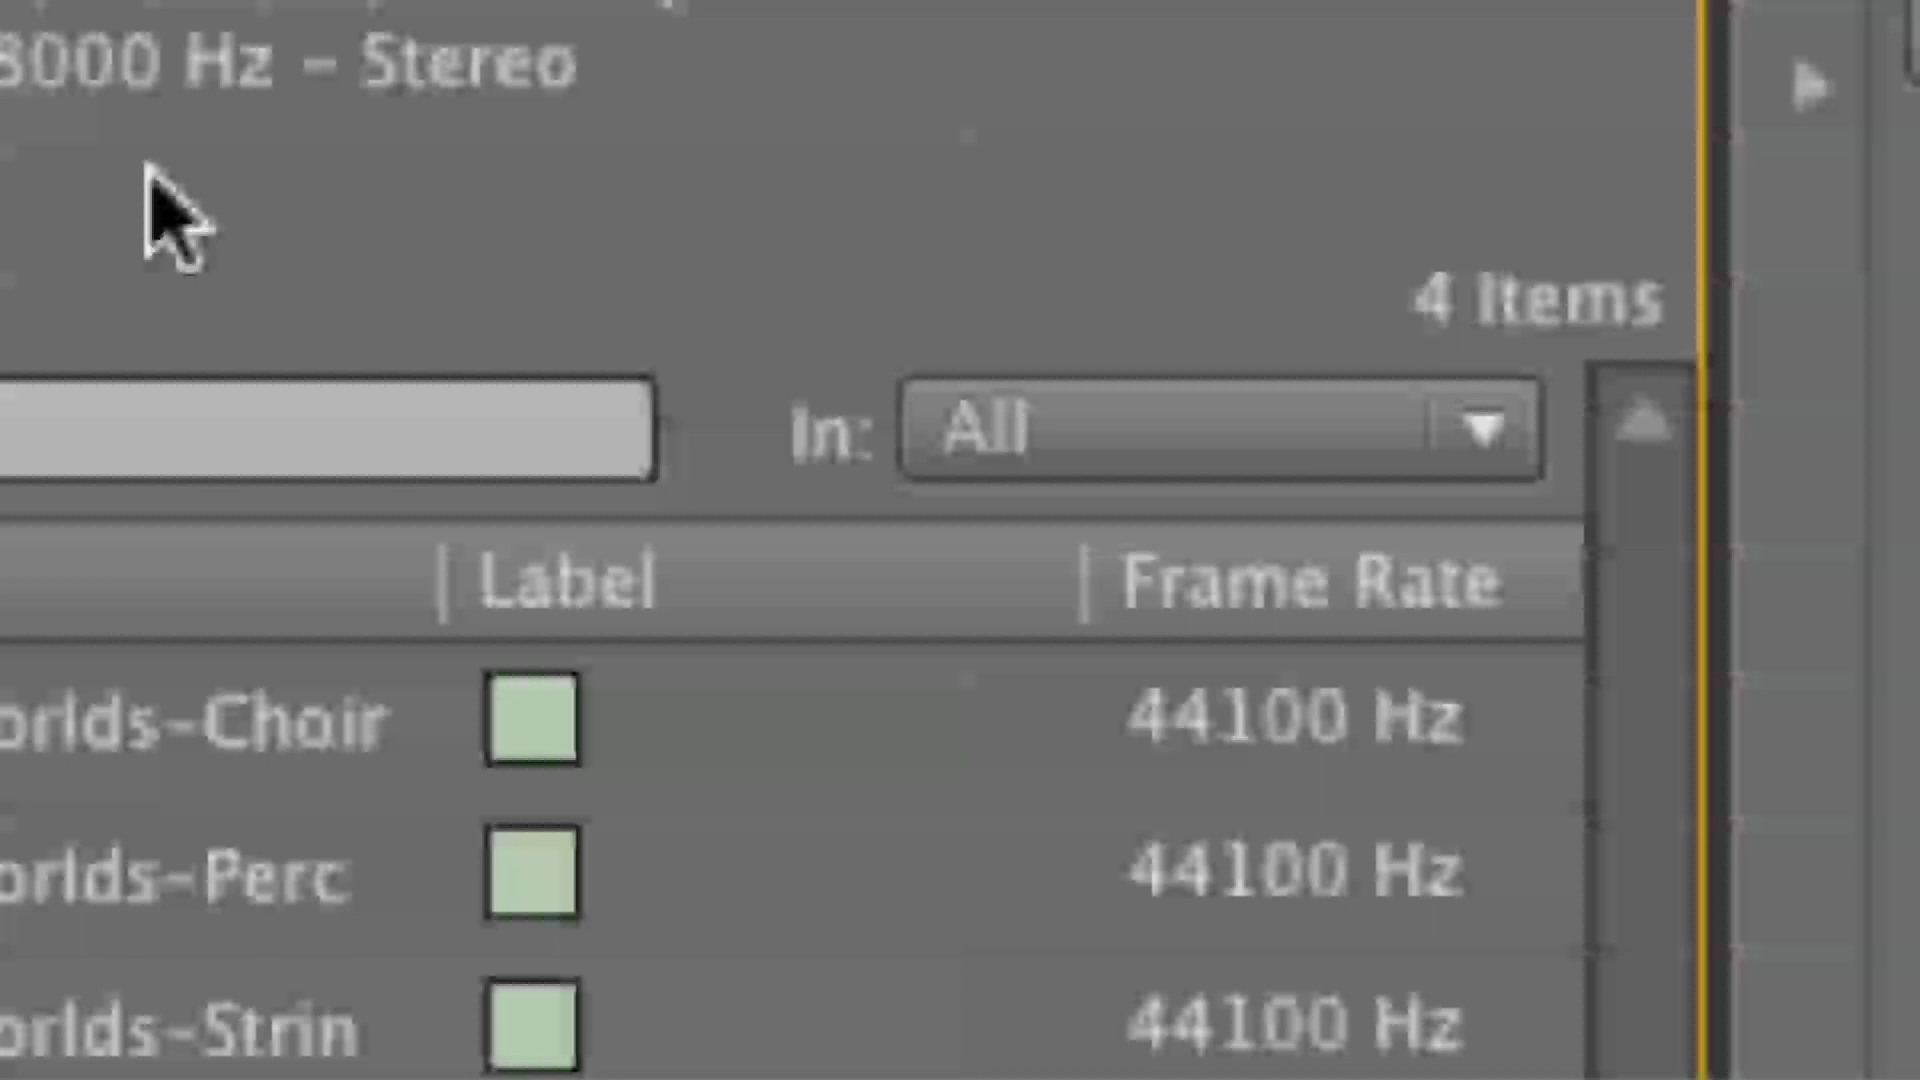 8000 Hz - Stereo
4 Items
In: All
Label Frame Rate
orlds-Choir 44100 Hz
orlds-Perc 44100 Hz
orlds-Strin 44100 Hz